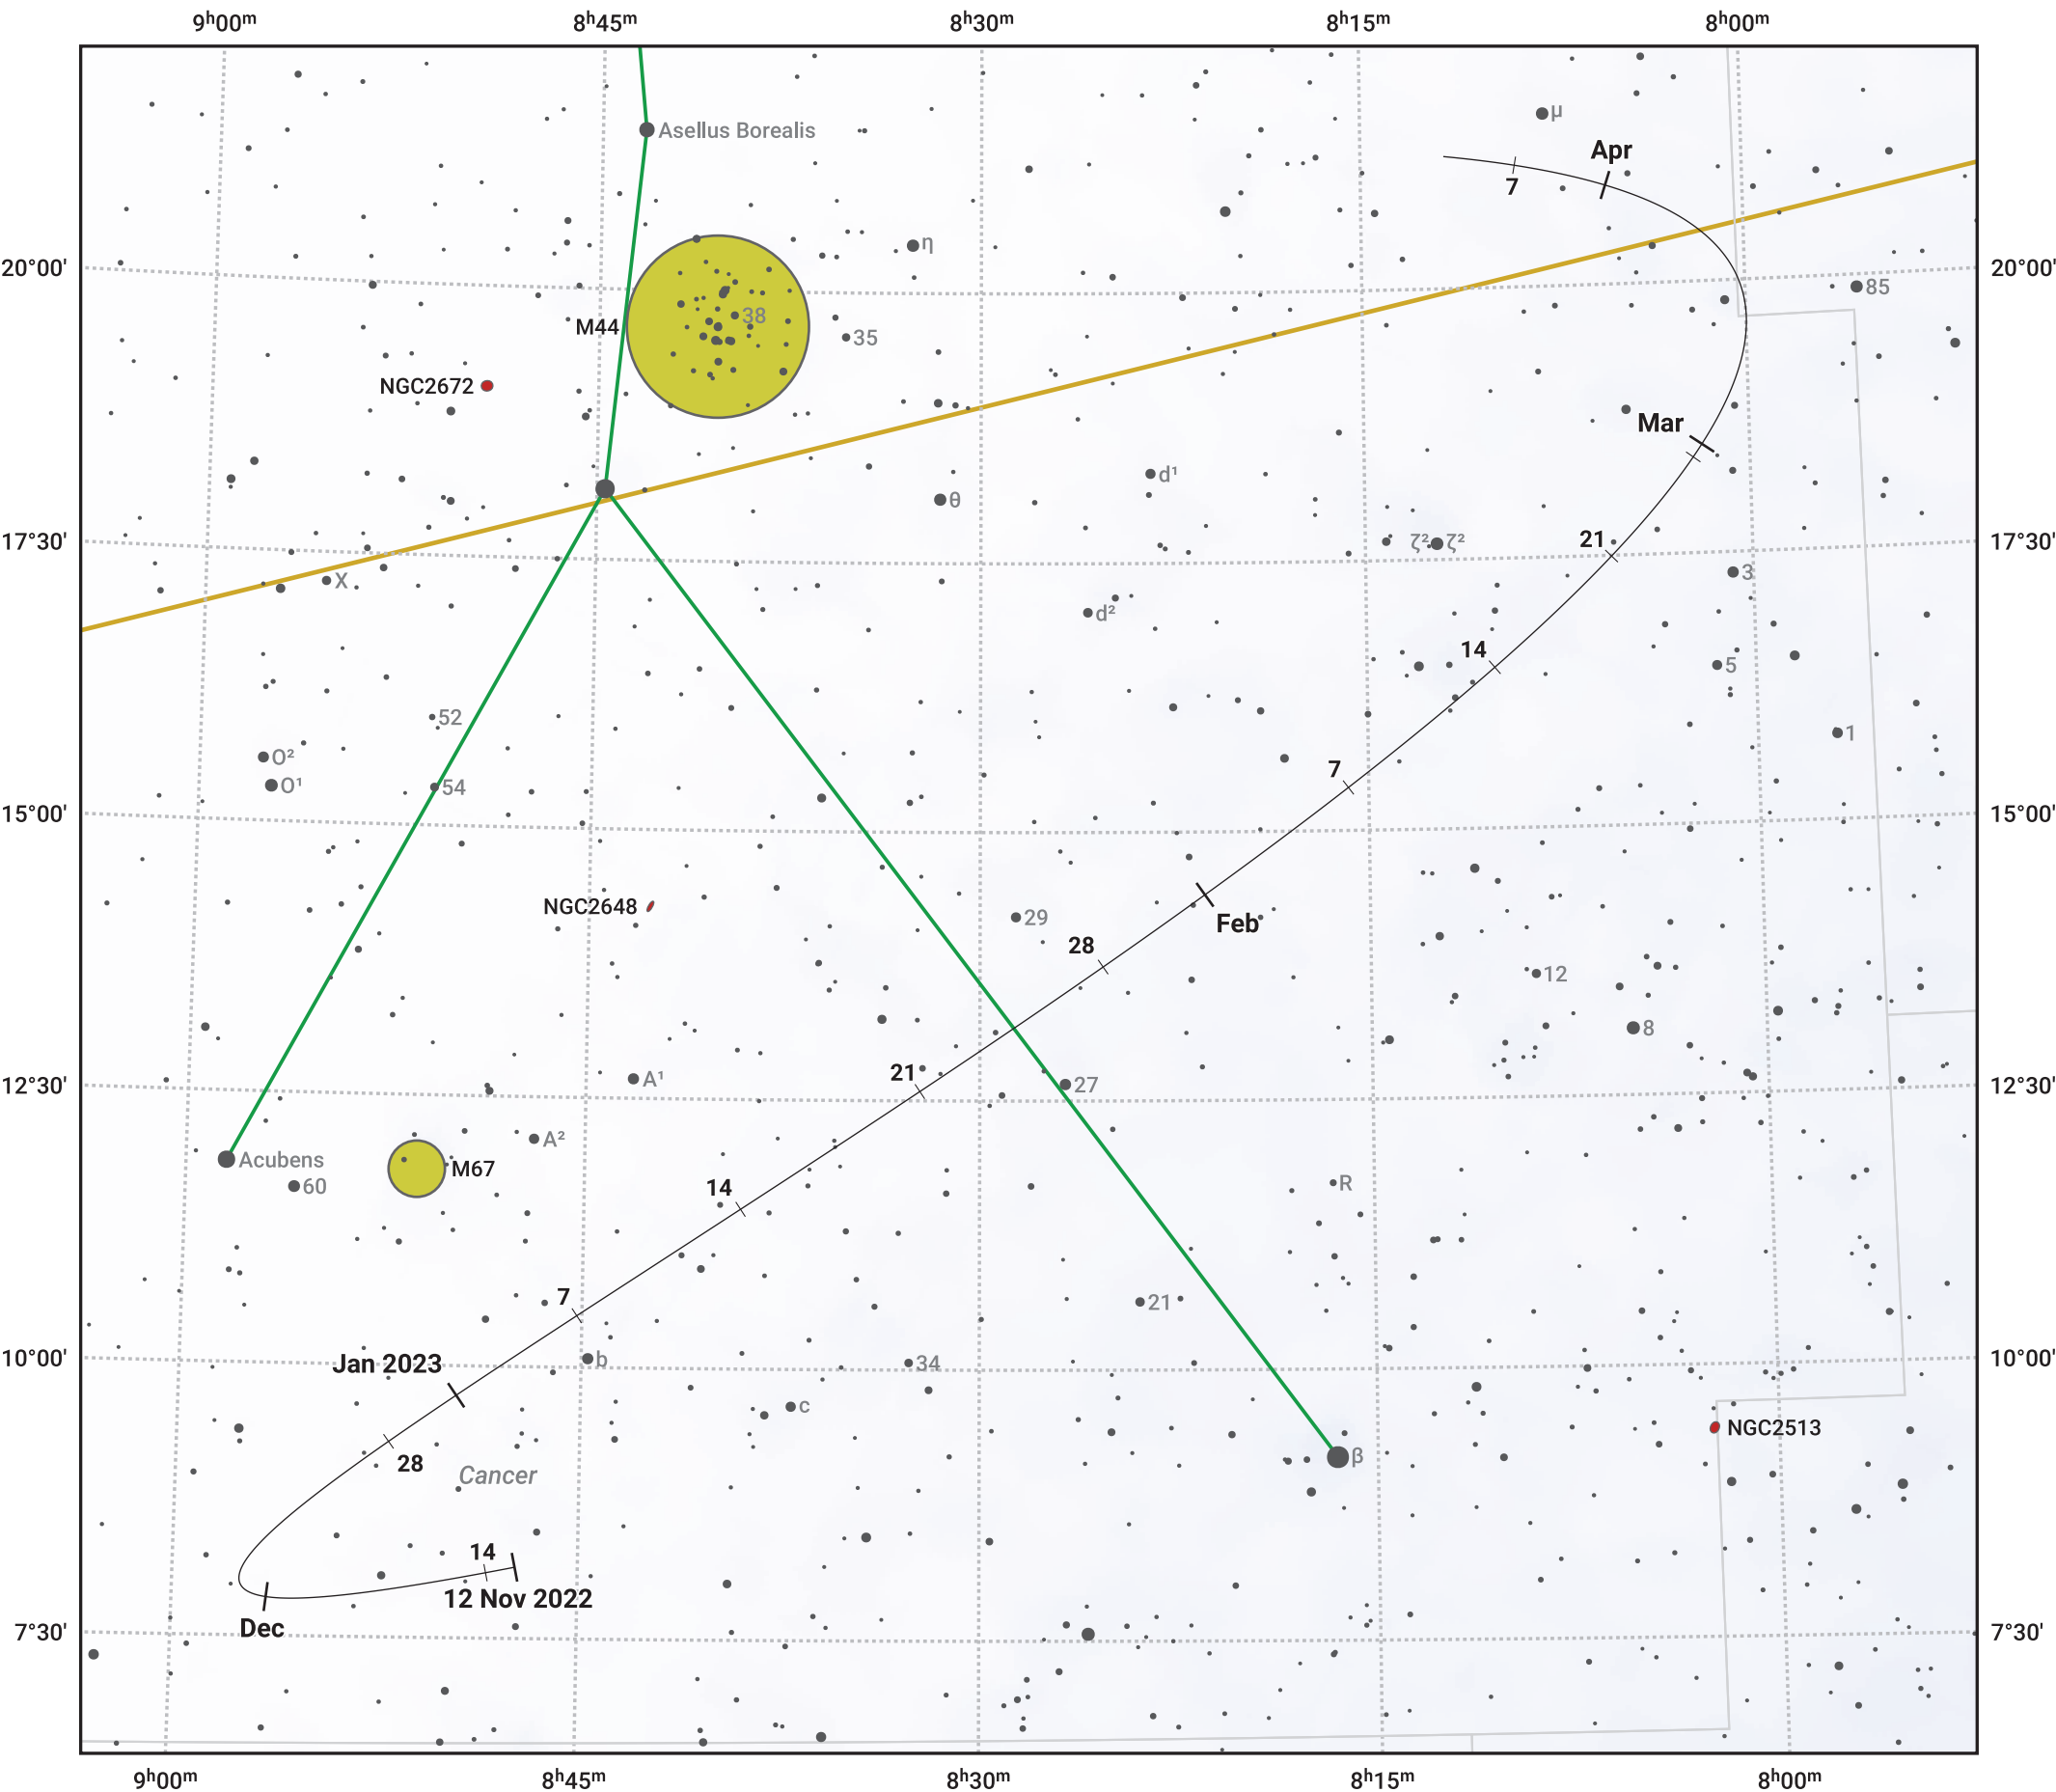 9ʰ00ᵐ 8ʰ45ᵐ 8ʰ30ᵐ 8ʰ15ᵐ 8ʰ00ᵐ
μ
Asellus Borealis
Apr
7
η
20°00' 20°00'
85
38
M44
35
NGC2672
Mar
d¹
θ
17°30' 21 ζ² ζ² 17°30'
X
3
d²
14
5
52
1
O²
7
O¹
54
15°00' 15°00'
NGC2648
29
Feb
28
12
8
21
A¹
27
12°30' 12°30'
A²
Acubens
M67
60
R
14
7
21
10°00' Jan 2023 b 34 10°00'
c
NGC2513
28
β
Cancer
14
12 Nov 2022
Dec
7°30' 7°30'
9ʰ00ᵐ 8ʰ45ᵐ 8ʰ30ᵐ 8ʰ15ᵐ 8ʰ00ᵐ